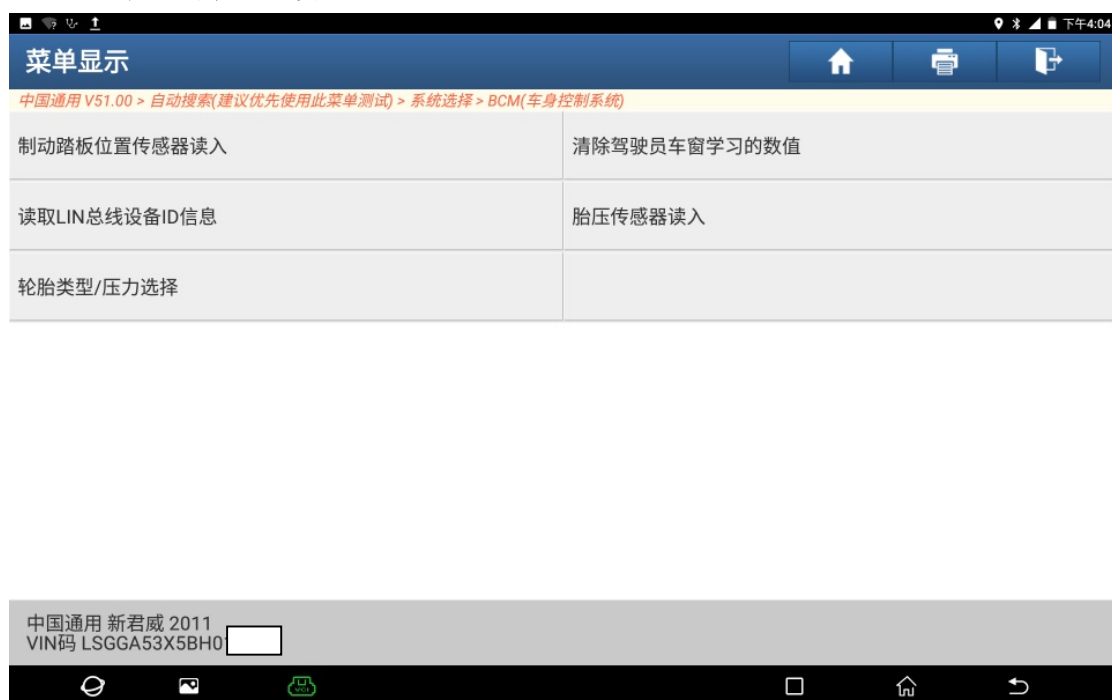 下午4:04
菜单显示
中国通用 V51.00 > 自动搜索(建议优先使用此菜单测试) > 系统选择 > BCM(车身控制系统)
制动踏板位置传感器读入
清除驾驶员车窗学习的数值
读取LIN总线设备ID信息
胎压传感器读入
轮胎类型/压力选择
中国通用 新君威 2011
VIN码 LSGGA53X5BH0
VCI